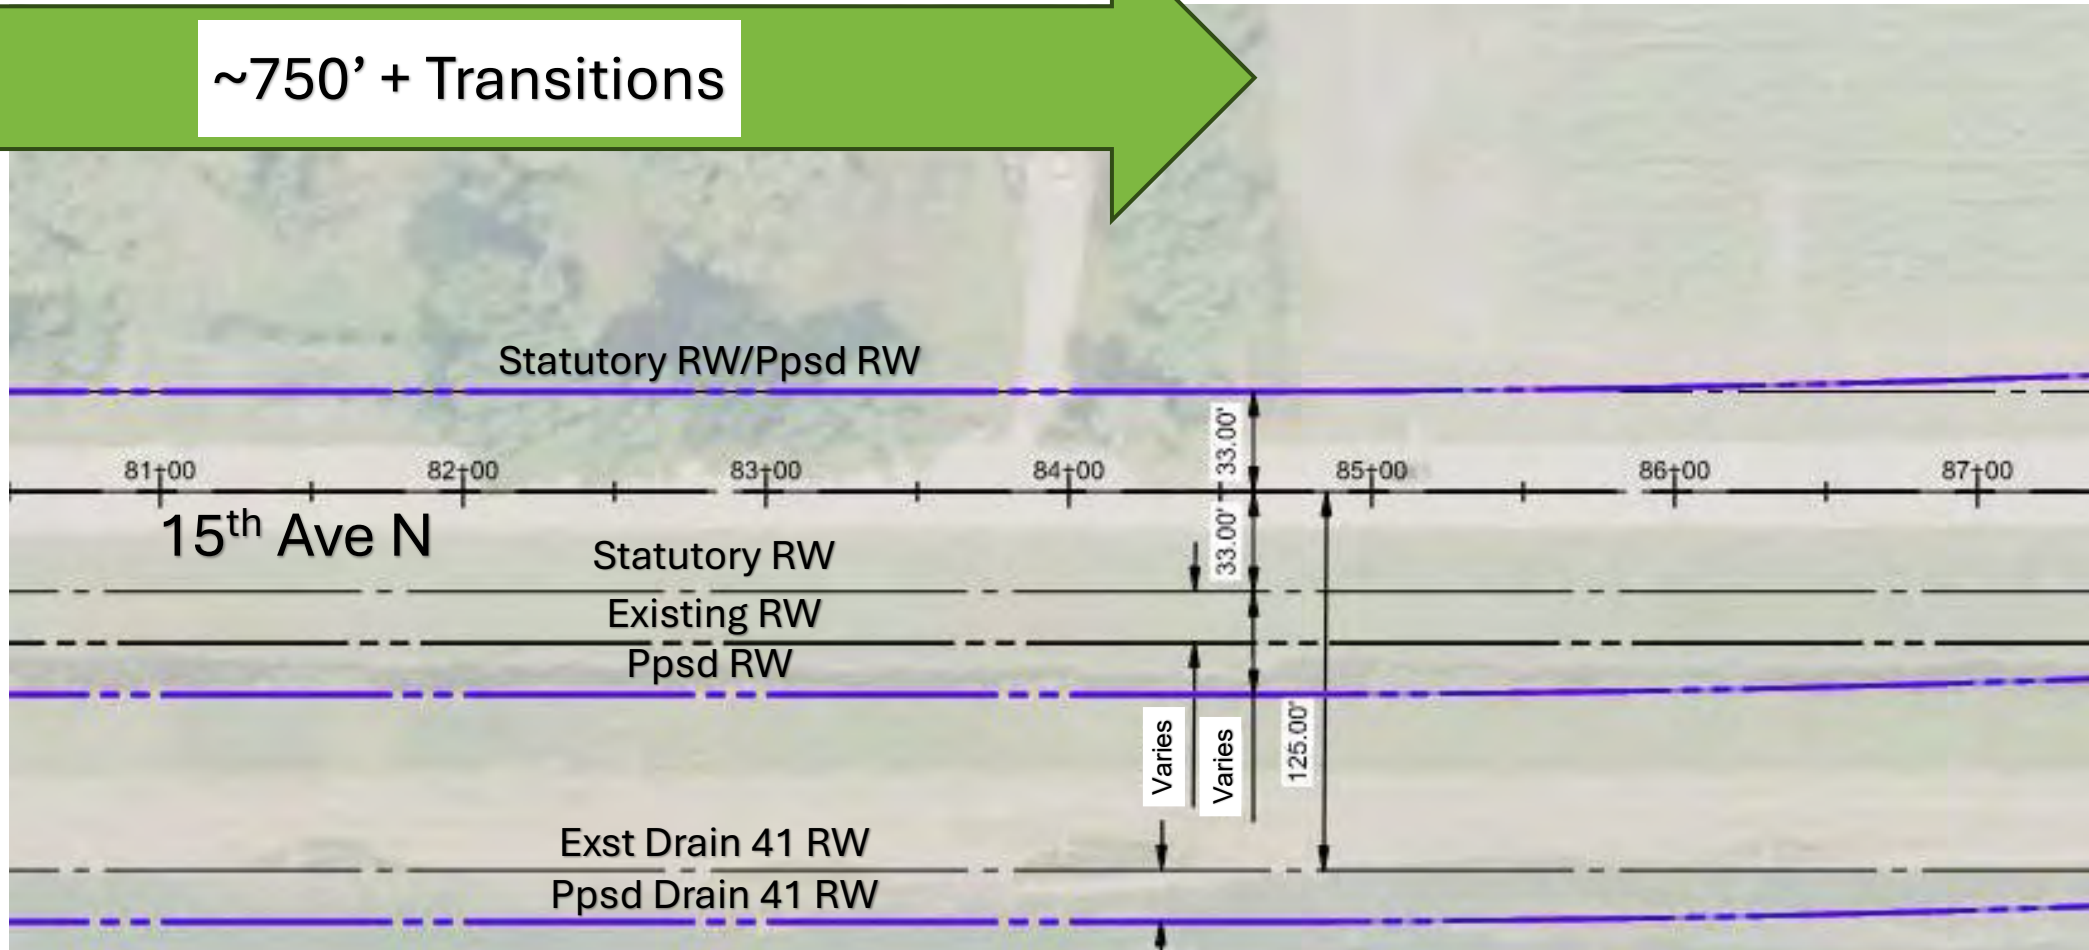 ~750’ + Transitions
Statutory RW/Ppsd RW
33.00'
81+00 82+00 83+00 84+00 85+00 86+00 87+00
15th Ave N
33.00'
Statutory RW
Existing RW
Ppsd RW
Varies
Varies
125.00'
Exst Drain 41 RW
Ppsd Drain 41 RW